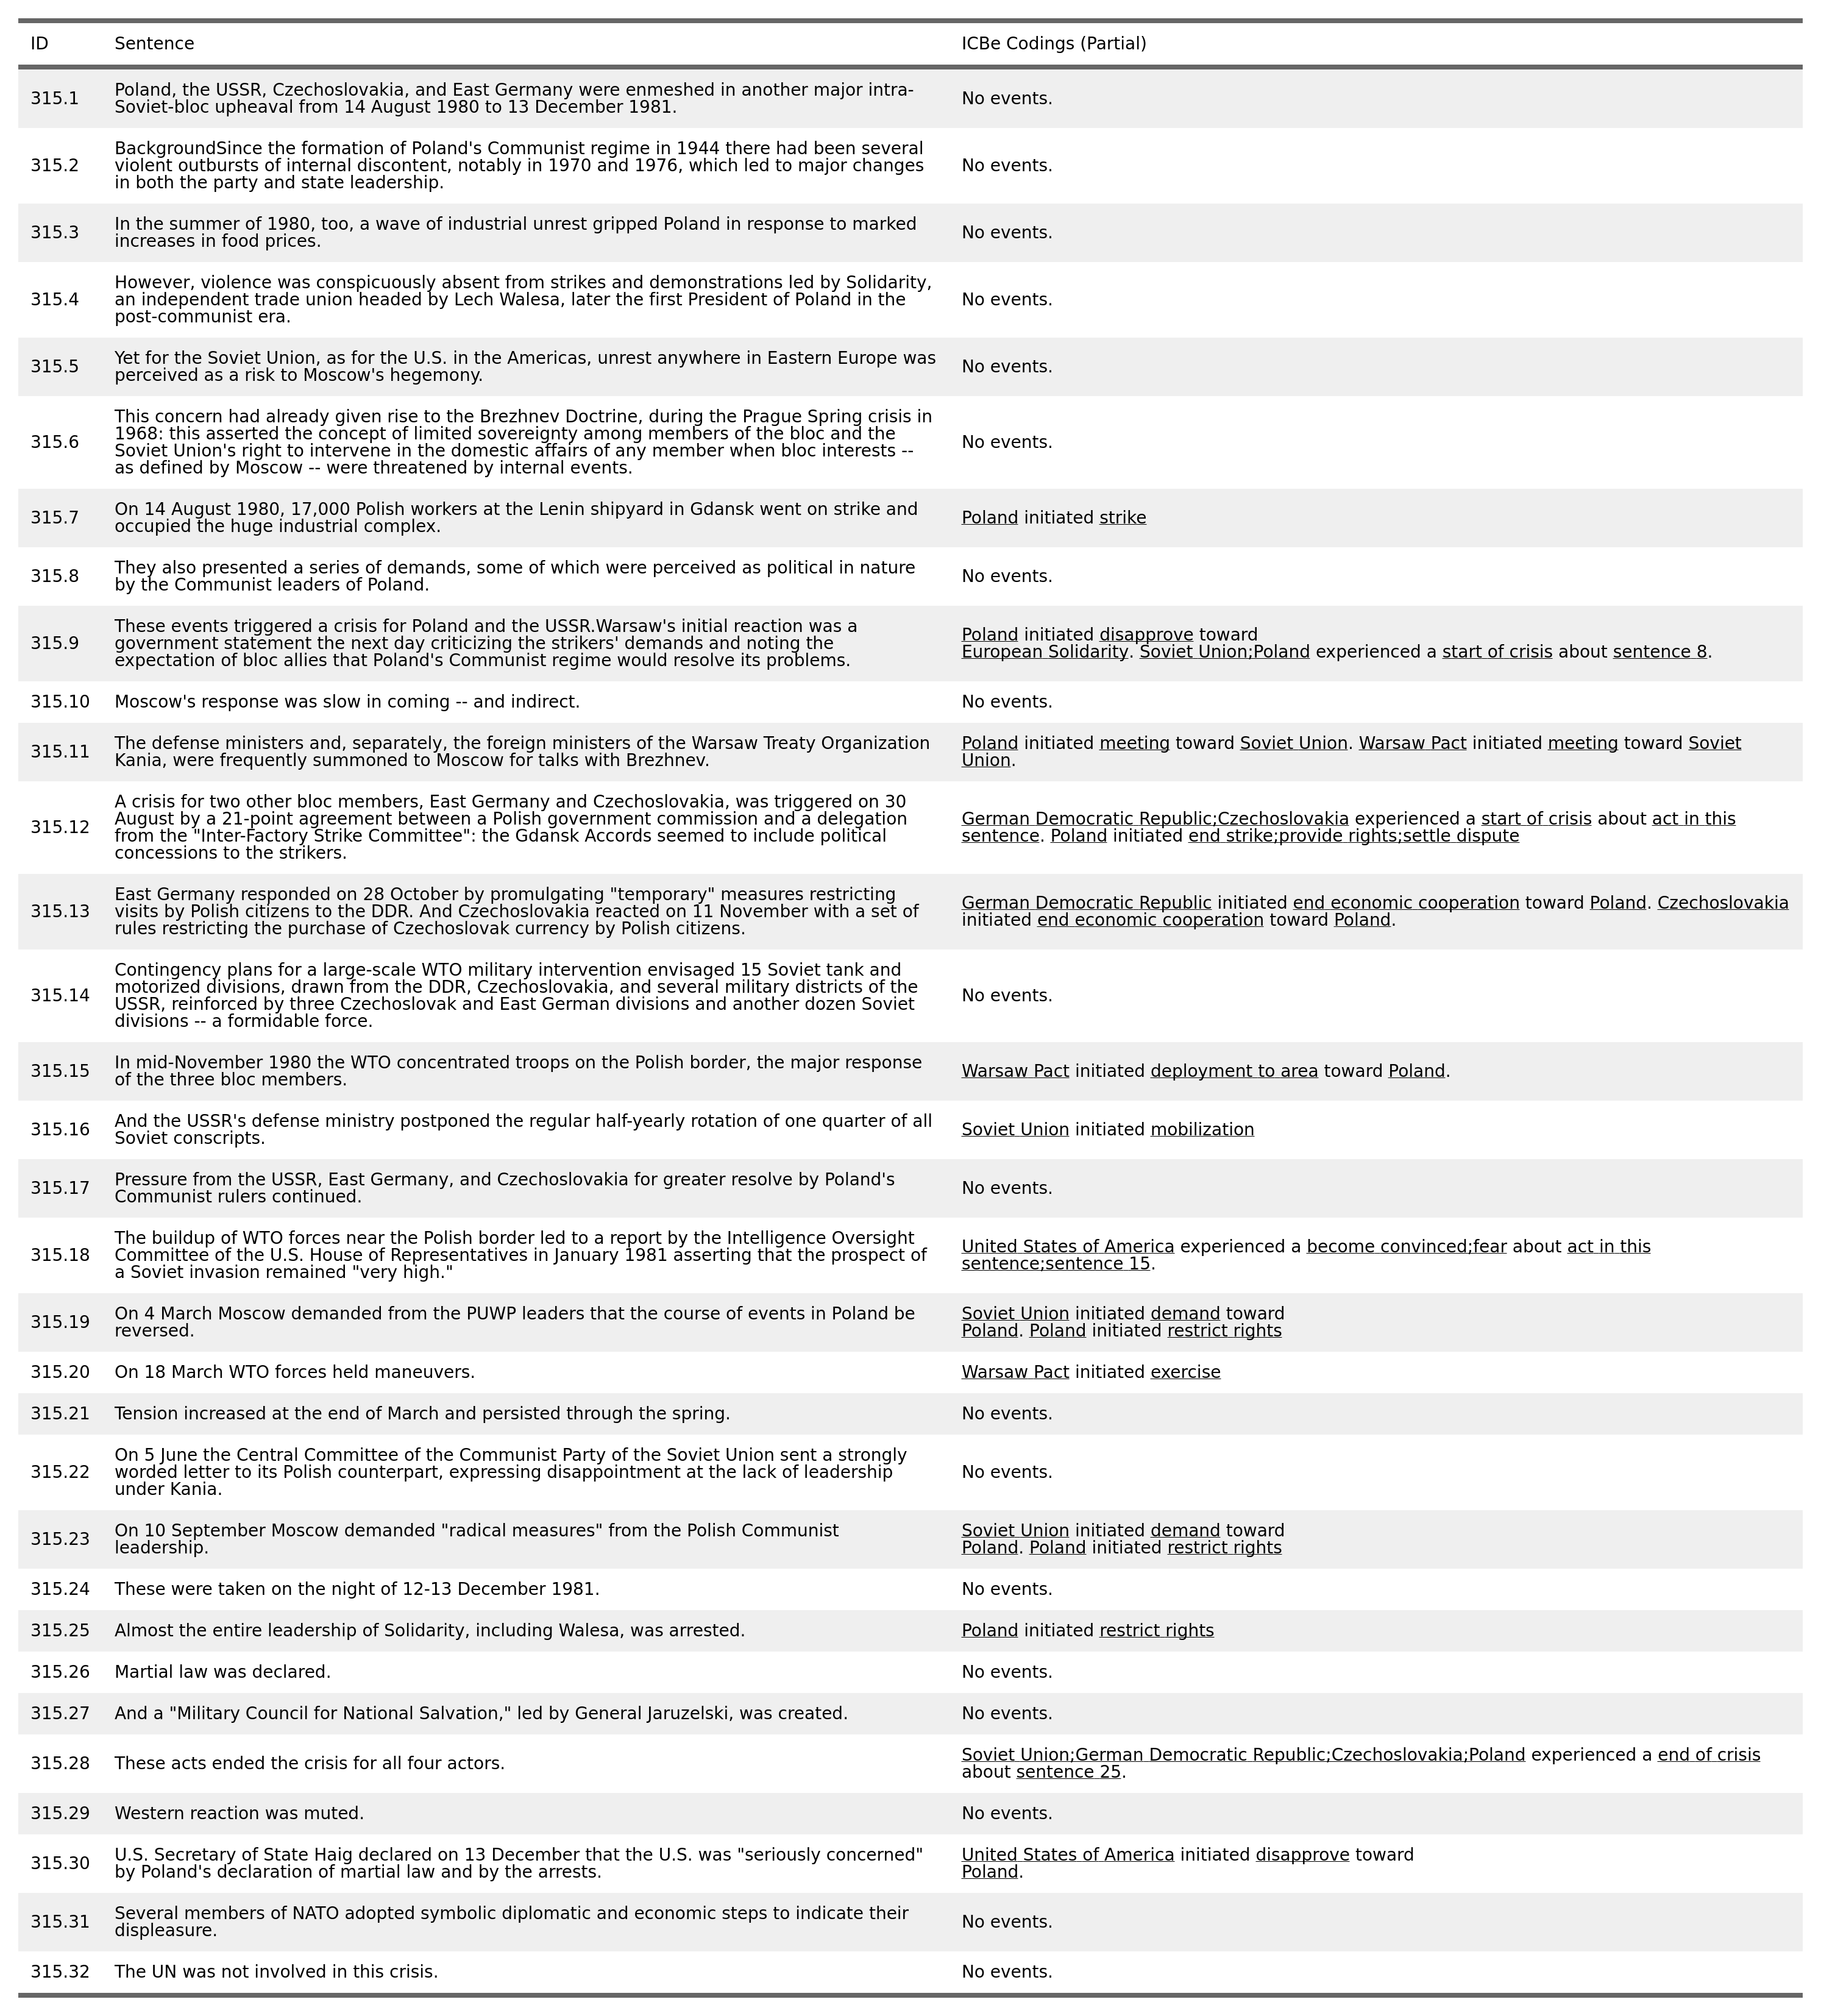 ID Sentence ICBe Codings (Partial)
315.1 Poland, the USSR, Czechoslovakia, and East Germany were enmeshed in another major intra-
Soviet-bloc upheaval from 14 August 1980 to 13 December 1981.
No events.
315.2 BackgroundSince the formation of Poland's Communist regime in 1944 there had been several
violent outbursts of internal discontent, notably in 1970 and 1976, which led to major changes
in both the party and state leadership.
No events.
315.3 In the summer of 1980, too, a wave of industrial unrest gripped Poland in response to marked
increases in food prices.
No events.
315.4 However, violence was conspicuously absent from strikes and demonstrations led by Solidarity,
an independent trade union headed by Lech Walesa, later the first President of Poland in the
post-communist era.
No events.
315.5 Yet for the Soviet Union, as for the U.S. in the Americas, unrest anywhere in Eastern Europe was
perceived as a risk to Moscow's hegemony.
No events.
315.6 This concern had already given rise to the Brezhnev Doctrine, during the Prague Spring crisis in
1968: this asserted the concept of limited sovereignty among members of the bloc and the
Soviet Union's right to intervene in the domestic affairs of any member when bloc interests --
as defined by Moscow -- were threatened by internal events.
No events.
315.7 On 14 August 1980, 17,000 Polish workers at the Lenin shipyard in Gdansk went on strike and
occupied the huge industrial complex.
Poland initiated strike
315.8 They also presented a series of demands, some of which were perceived as political in nature
by the Communist leaders of Poland.
No events.
315.9 These events triggered a crisis for Poland and the USSR.Warsaw's initial reaction was a
government statement the next day criticizing the strikers' demands and noting the
expectation of bloc allies that Poland's Communist regime would resolve its problems.
Poland initiated disapprove toward
European Solidarity. Soviet Union;Poland experienced a start of crisis about sentence 8.
315.10 Moscow's response was slow in coming -- and indirect.
No events.
315.11 The defense ministers and, separately, the foreign ministers of the Warsaw Treaty Organization
Kania, were frequently summoned to Moscow for talks with Brezhnev.
Poland initiated meeting toward Soviet Union. Warsaw Pact initiated meeting toward Soviet
Union.
315.12 A crisis for two other bloc members, East Germany and Czechoslovakia, was triggered on 30
August by a 21-point agreement between a Polish government commission and a delegation
from the "Inter-Factory Strike Committee": the Gdansk Accords seemed to include political
concessions to the strikers.
German Democratic Republic;Czechoslovakia experienced a start of crisis about act in this
sentence. Poland initiated end strike;provide rights;settle dispute
315.13 East Germany responded on 28 October by promulgating "temporary" measures restricting
visits by Polish citizens to the DDR. And Czechoslovakia reacted on 11 November with a set of
rules restricting the purchase of Czechoslovak currency by Polish citizens.
German Democratic Republic initiated end economic cooperation toward Poland. Czechoslovakia
initiated end economic cooperation toward Poland.
315.14 Contingency plans for a large-scale WTO military intervention envisaged 15 Soviet tank and
motorized divisions, drawn from the DDR, Czechoslovakia, and several military districts of the
USSR, reinforced by three Czechoslovak and East German divisions and another dozen Soviet
divisions -- a formidable force.
No events.
315.15 In mid-November 1980 the WTO concentrated troops on the Polish border, the major response
of the three bloc members.
Warsaw Pact initiated deployment to area toward Poland.
315.16 And the USSR's defense ministry postponed the regular half-yearly rotation of one quarter of all
Soviet conscripts.
Soviet Union initiated mobilization
315.17 Pressure from the USSR, East Germany, and Czechoslovakia for greater resolve by Poland's
Communist rulers continued.
No events.
315.18 The buildup of WTO forces near the Polish border led to a report by the Intelligence Oversight
Committee of the U.S. House of Representatives in January 1981 asserting that the prospect of
a Soviet invasion remained "very high."
United States of America experienced a become convinced;fear about act in this
sentence;sentence 15.
315.19 On 4 March Moscow demanded from the PUWP leaders that the course of events in Poland be
reversed.
Soviet Union initiated demand toward
Poland. Poland initiated restrict rights
315.20 On 18 March WTO forces held maneuvers.
Warsaw Pact initiated exercise
315.21 Tension increased at the end of March and persisted through the spring.
No events.
315.22 On 5 June the Central Committee of the Communist Party of the Soviet Union sent a strongly
worded letter to its Polish counterpart, expressing disappointment at the lack of leadership
under Kania.
No events.
315.23 On 10 September Moscow demanded "radical measures" from the Polish Communist
leadership.
Soviet Union initiated demand toward
Poland. Poland initiated restrict rights
315.24 These were taken on the night of 12-13 December 1981.
No events.
315.25 Almost the entire leadership of Solidarity, including Walesa, was arrested.
Poland initiated restrict rights
315.26 Martial law was declared.
No events.
315.27 And a "Military Council for National Salvation," led by General Jaruzelski, was created.
No events.
315.28 These acts ended the crisis for all four actors.
Soviet Union;German Democratic Republic;Czechoslovakia;Poland experienced a end of crisis
about sentence 25.
315.29 Western reaction was muted.
No events.
315.30 U.S. Secretary of State Haig declared on 13 December that the U.S. was "seriously concerned"
by Poland's declaration of martial law and by the arrests.
United States of America initiated disapprove toward
Poland.
315.31 Several members of NATO adopted symbolic diplomatic and economic steps to indicate their
displeasure.
No events.
315.32 The UN was not involved in this crisis.
No events.